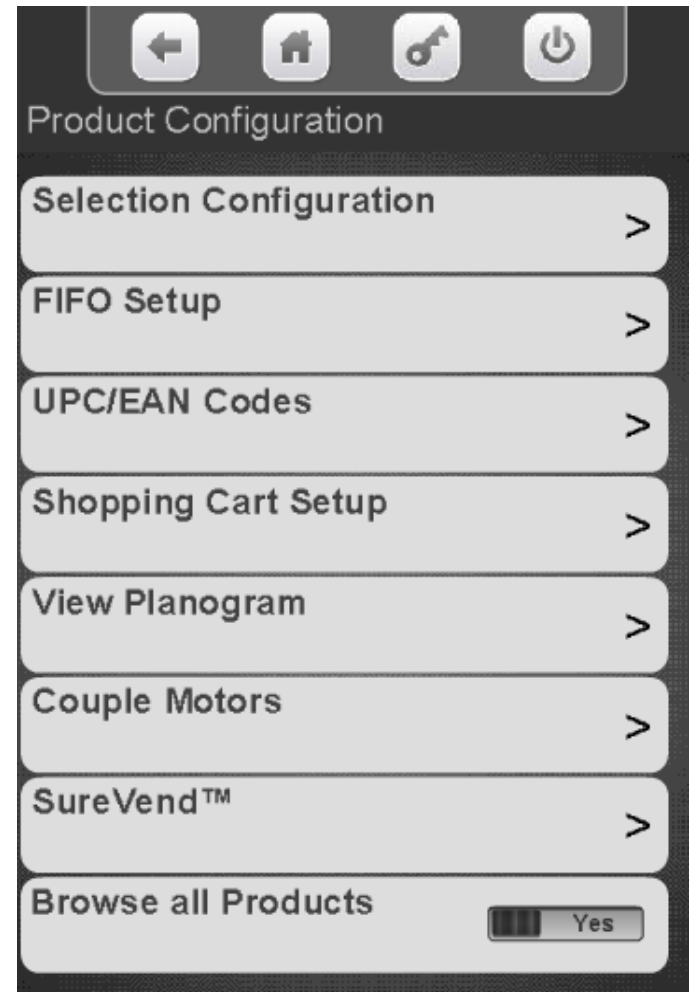 Product Configuration
Selection Configuration
>
FIFO Setup
>
UPC/EAN Codes
>
Shopping Cart Setup
>
View Planogram
>
Couple Motors
>
SureVend™
>
Browse all Products
Yes